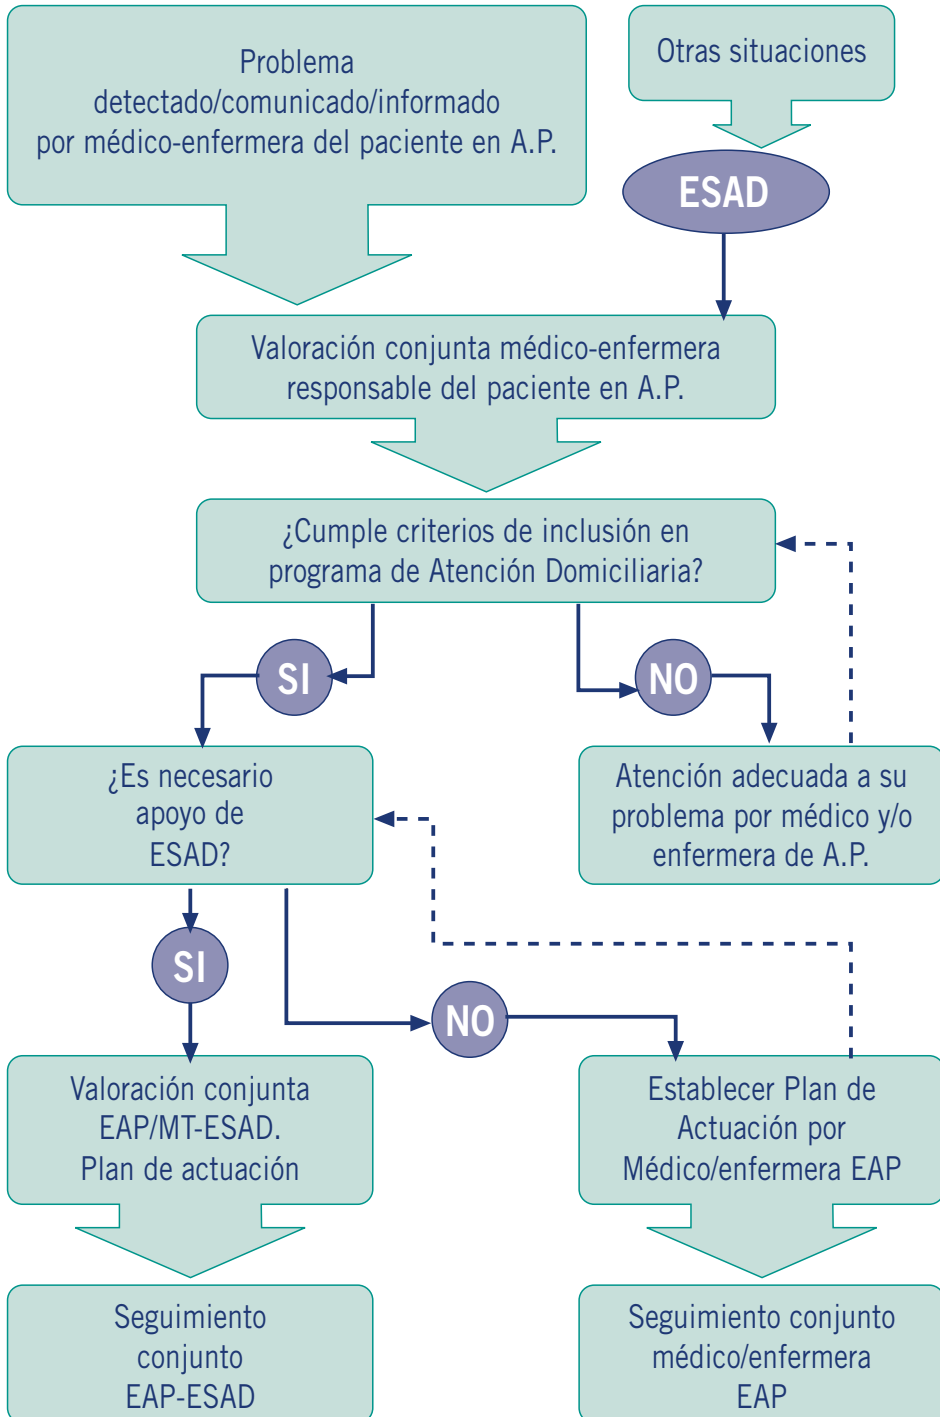 Problema
detectado/comunicado/informado
por médico-enfermera del paciente en A.P.
Otras situaciones
ESAD
Valoración conjunta médico-enfermera
responsable del paciente en A.P.
¿Cumple criterios de inclusión en
programa de Atención Domiciliaria?
SI
NO
¿Es necesario
apoyo de
ESAD?
Atención adecuada a su
problema por médico y/o
enfermera de A.P.
SI
NO
Valoración conjunta
EAP/MT-ESAD.
Plan de actuación
Establecer Plan de
Actuación por
Médico/enfermera EAP
Seguimiento
conjunto
EAP-ESAD
Seguimiento conjunto
médico/enfermera
EAP